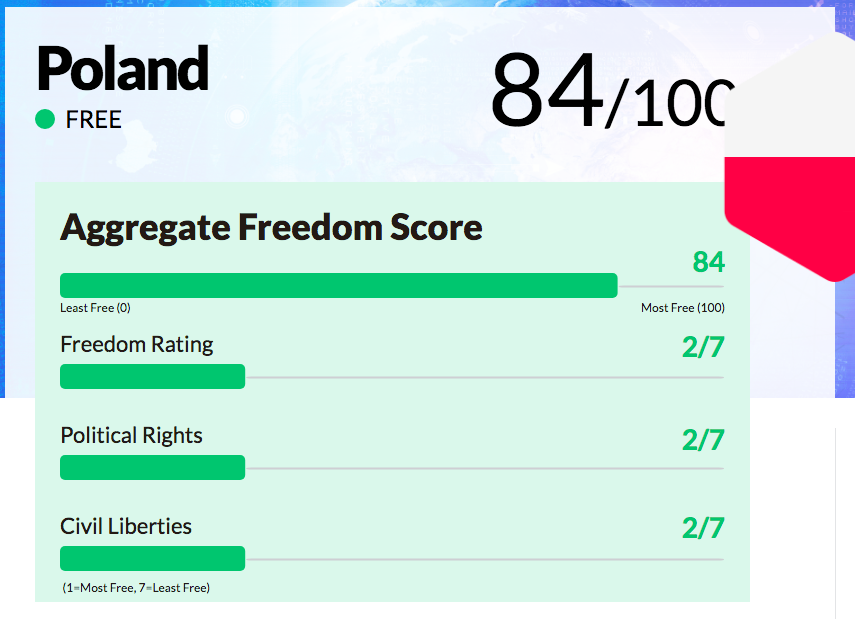 Poland
84/100
FREE
Aggregate Freedom Score
84
Least Free (0)
Most Free (100)
Freedom Rating
2/7
Political Rights
2/7
Civil Liberties
2/7
(1=Most Free, 7=Least Free)